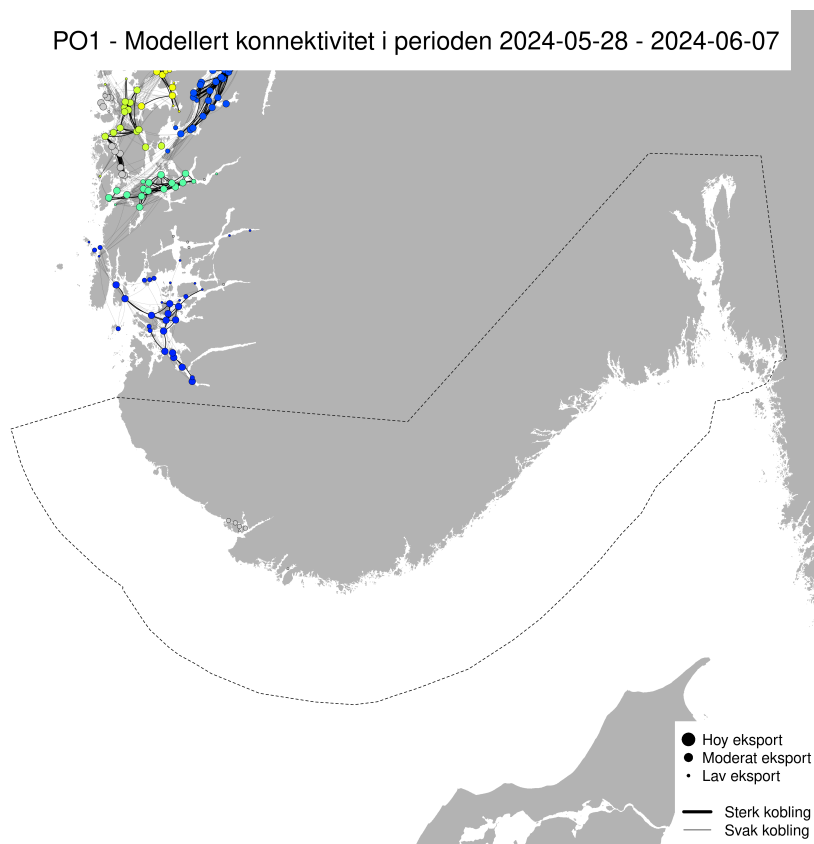 PO1 - Modellert konnektivitet i perioden 2024-05-28 - 2024-06-07
Hoy eksport
Moderat eksport
Lav eksport
Sterk kobling
Svak kobling